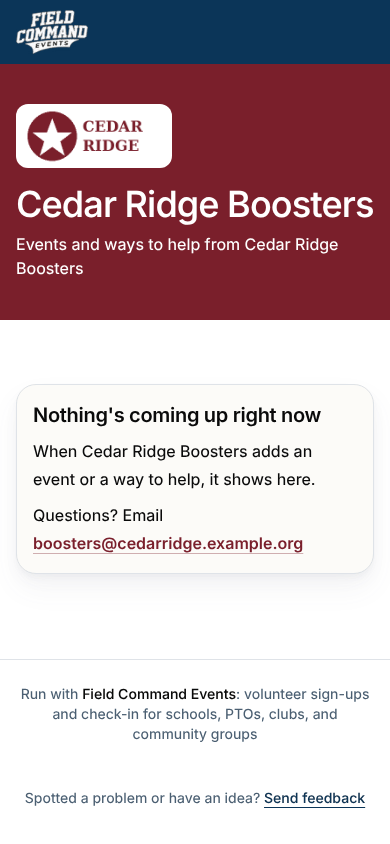 FIELD
COMMAND
EVENTS
CEDAR
RIDGE
Cedar Ridge Boosters
Events and ways to help from Cedar Ridge
Boosters
Nothing's coming up right now
When Cedar Ridge Boosters adds an
event or a way to help, it shows here.
Questions? Email
boosters@cedarridge.example.org
Run with Field Command Events: volunteer sign-ups
and check-in for schools, PTOs, clubs, and
community groups
Spotted a problem or have an idea? Send feedback